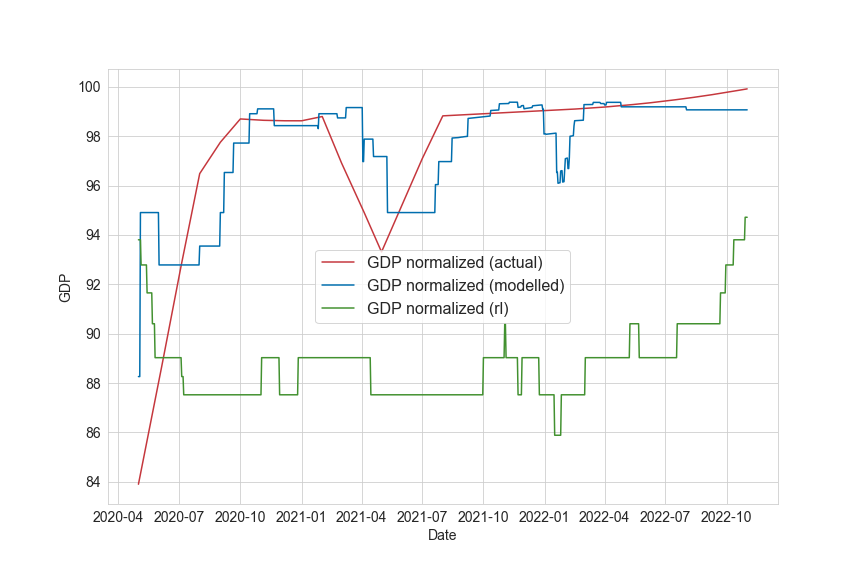 100
98
96
94
92
90
88
86
84
GDP
GDP normalized (actual)
GDP normalized (modelled)
GDP normalized (rl)
2020-04 2020-07 2020-10 2021-01 2021-04 2021-07 2021-10 2022-01 2022-04 2022-07 2022-10
Date